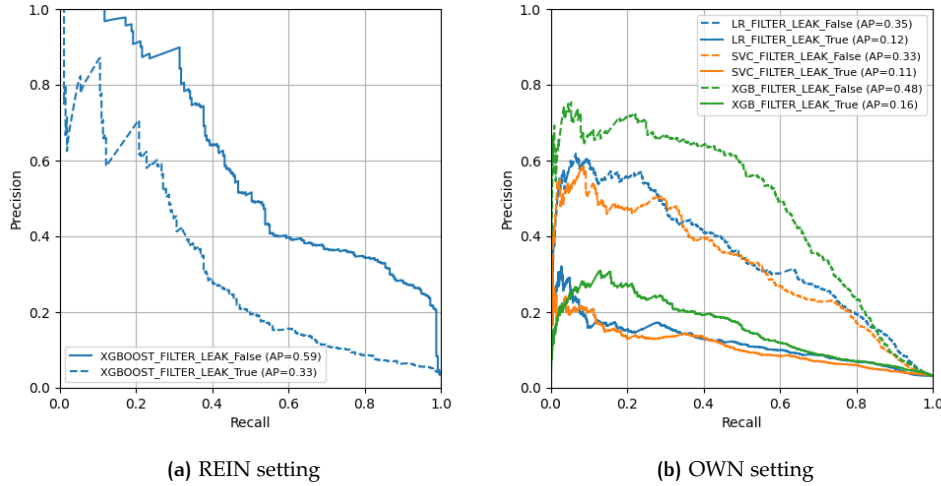 1.0
0.8
0.6
0.4
0.2
0.0
Precision
XGBOOST_FILTER_LEAK_False (AP=0.59)
XGBOOST_FILTER_LEAK_True (AP=0.33)
0.0 0.2 0.4 0.6 0.8 1.0
Recall
(a) REIN setting
1.0
0.8
0.6
0.4
0.2
0.0
Precision
LR_FILTER_LEAK_False (AP=0.35)
LR_FILTER_LEAK_True (AP=0.12)
SVC_FILTER_LEAK_False (AP=0.33)
SVC_FILTER_LEAK_True (AP=0.11)
XGB_FILTER_LEAK_False (AP=0.48)
XGB_FILTER_LEAK_True (AP=0.16)
0.0 0.2 0.4 0.6 0.8 1.0
Recall
(b) OWN setting